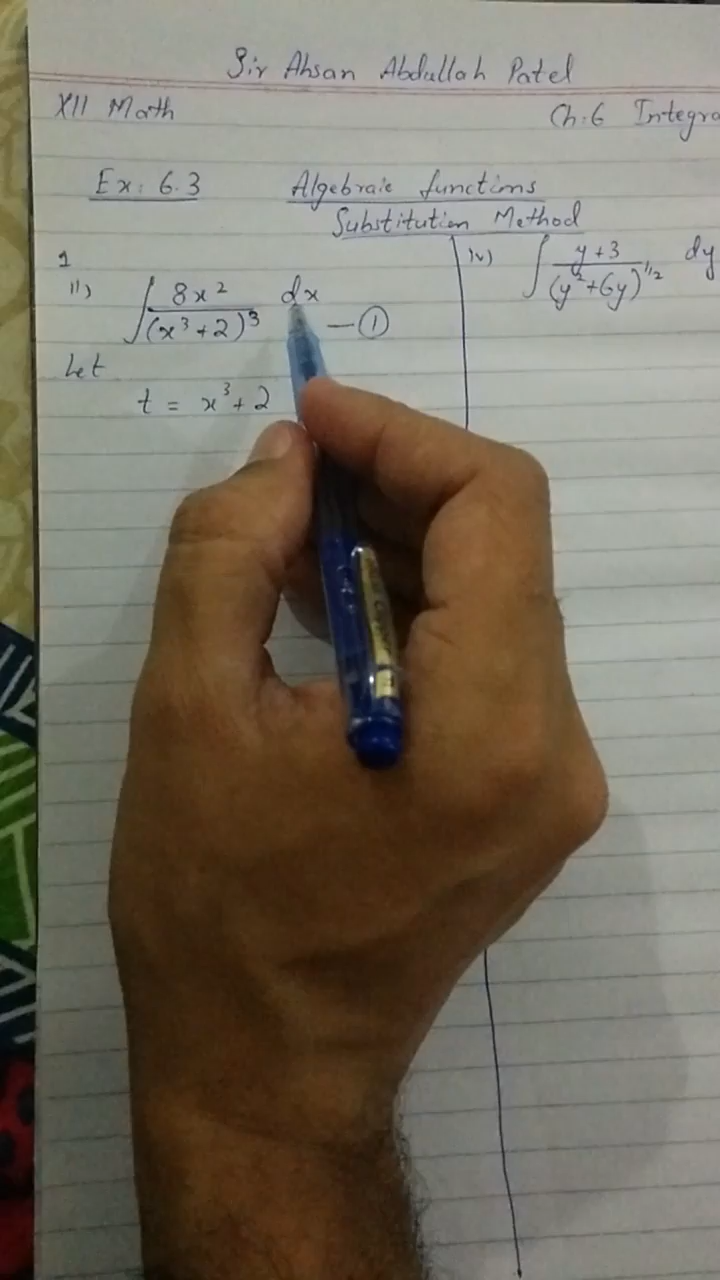 Sir Ahsan Abdullah Patel
XII Math
Ch:6 Integra
Ex: 6.3
Algebraic functions
Substitution Method
1
ii) ∫ 8x² / (x³+2)³ dx — ①
Let
t = x³ + 2
iv) ∫ y+3 / (y²+6y)^1/2 dy